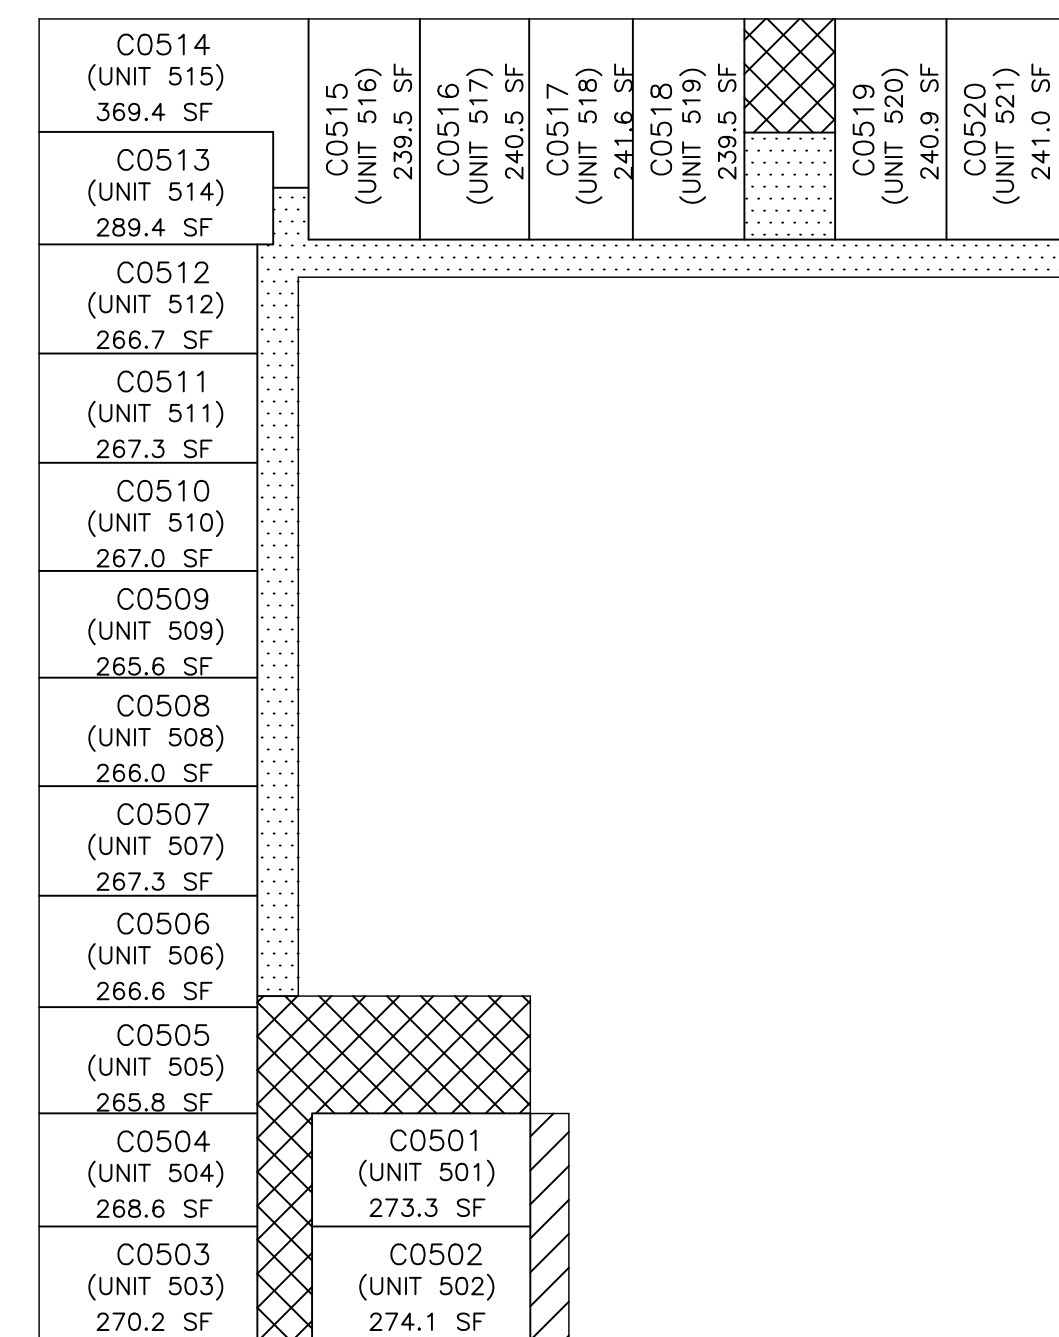 C0514
(UNIT 515)
369.4 SF
C0513
(UNIT 514)
289.4 SF
C0512
(UNIT 512)
266.7 SF
C0511
(UNIT 511)
267.3 SF
C0510
(UNIT 510)
267.0 SF
C0509
(UNIT 509)
265.6 SF
C0508
(UNIT 508)
266.0 SF
C0507
(UNIT 507)
267.3 SF
C0506
(UNIT 506)
266.6 SF
C0505
(UNIT 505)
265.8 SF
C0504
(UNIT 504)
268.6 SF
C0503
(UNIT 503)
270.2 SF
C0501
(UNIT 501)
273.3 SF
C0502
(UNIT 502)
274.1 SF
C0515
(UNIT 516)
239.5 SF
C0516
(UNIT 517)
240.5 SF
C0517
(UNIT 518)
241.6 SF
C0518
(UNIT 519)
239.5 SF
C0519
(UNIT 520)
240.9 SF
C0520
(UNIT 521)
241.0 SF